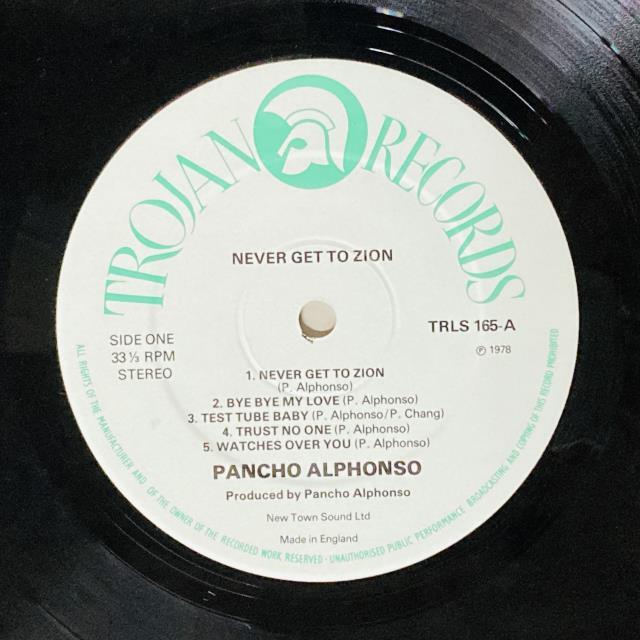 TROJAN RECORDS
NEVER GET TO ZION
SIDE ONE
33⅓ RPM
STEREO
TRLS 165-A
℗ 1978
1. NEVER GET TO ZION
(P. Alphonso)
2. BYE BYE MY LOVE (P. Alphonso)
3. TEST TUBE BABY (P. Alphonso/P. Chang)
4. TRUST NO ONE (P. Alphonso)
5. WATCHES OVER YOU (P. Alphonso)
PANCHO ALPHONSO
Produced by Pancho Alphonso
New Town Sound Ltd
Made in England
ALL RIGHTS OF THE MANUFACTURER AND OF THE OWNER OF THE RECORDED WORK RESERVED · UNAUTHORISED PUBLIC PERFORMANCE BROADCASTING AND COPYING OF THIS RECORD PROHIBITED